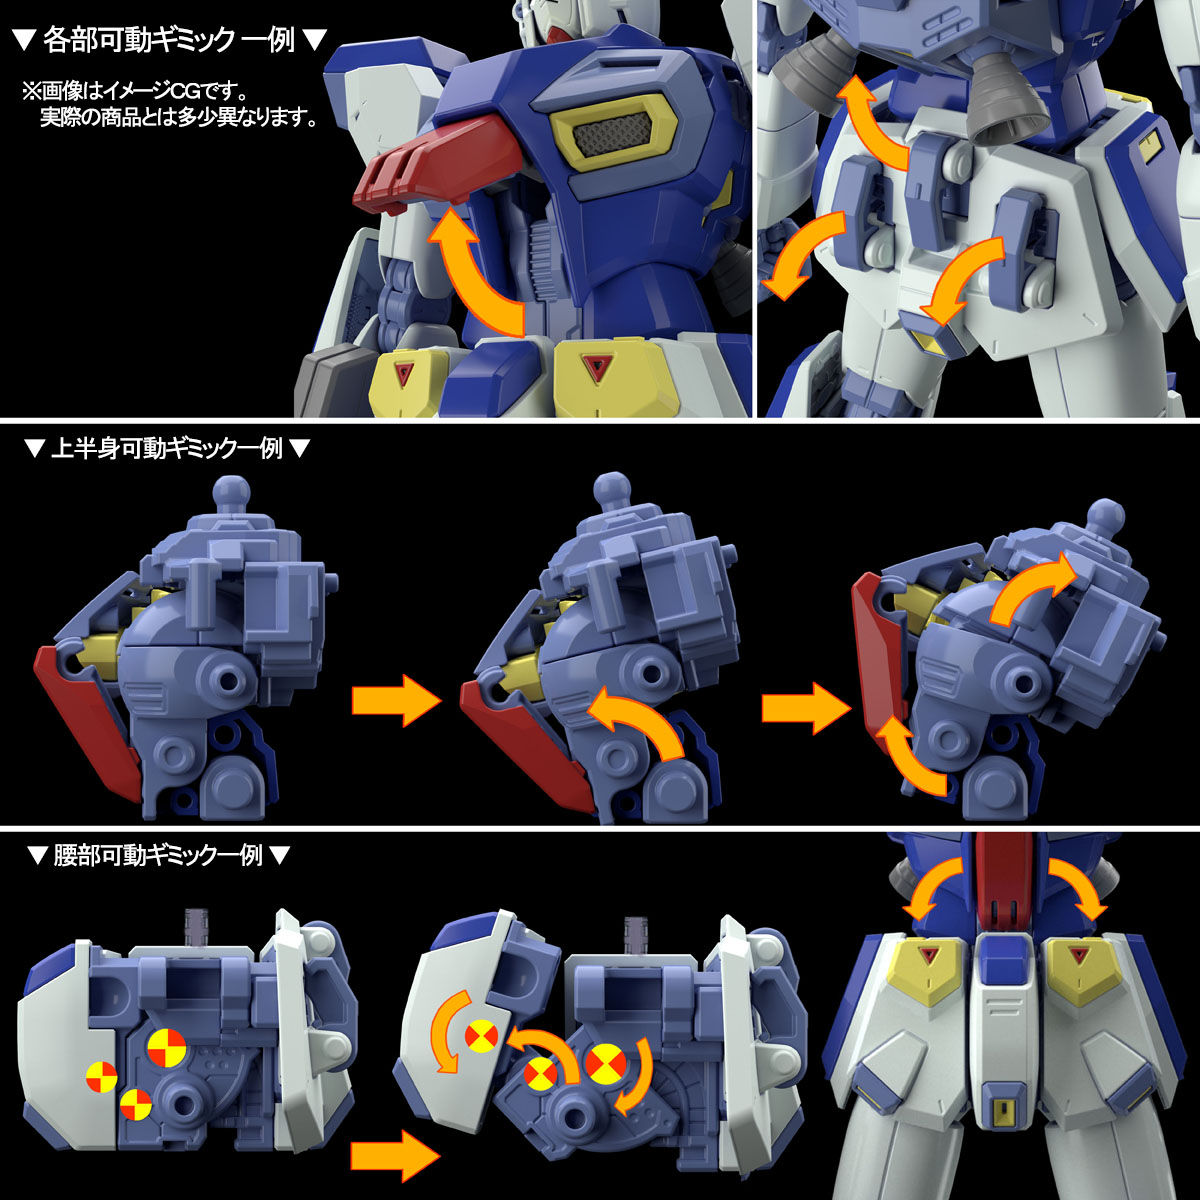 ▼ 各部可動ギミック 一例 ▼
※画像はイメージCGです。
実際の商品とは多少異なります。
▼ 上半身可動ギミック一例 ▼
▼ 腰部可動ギミック一例 ▼